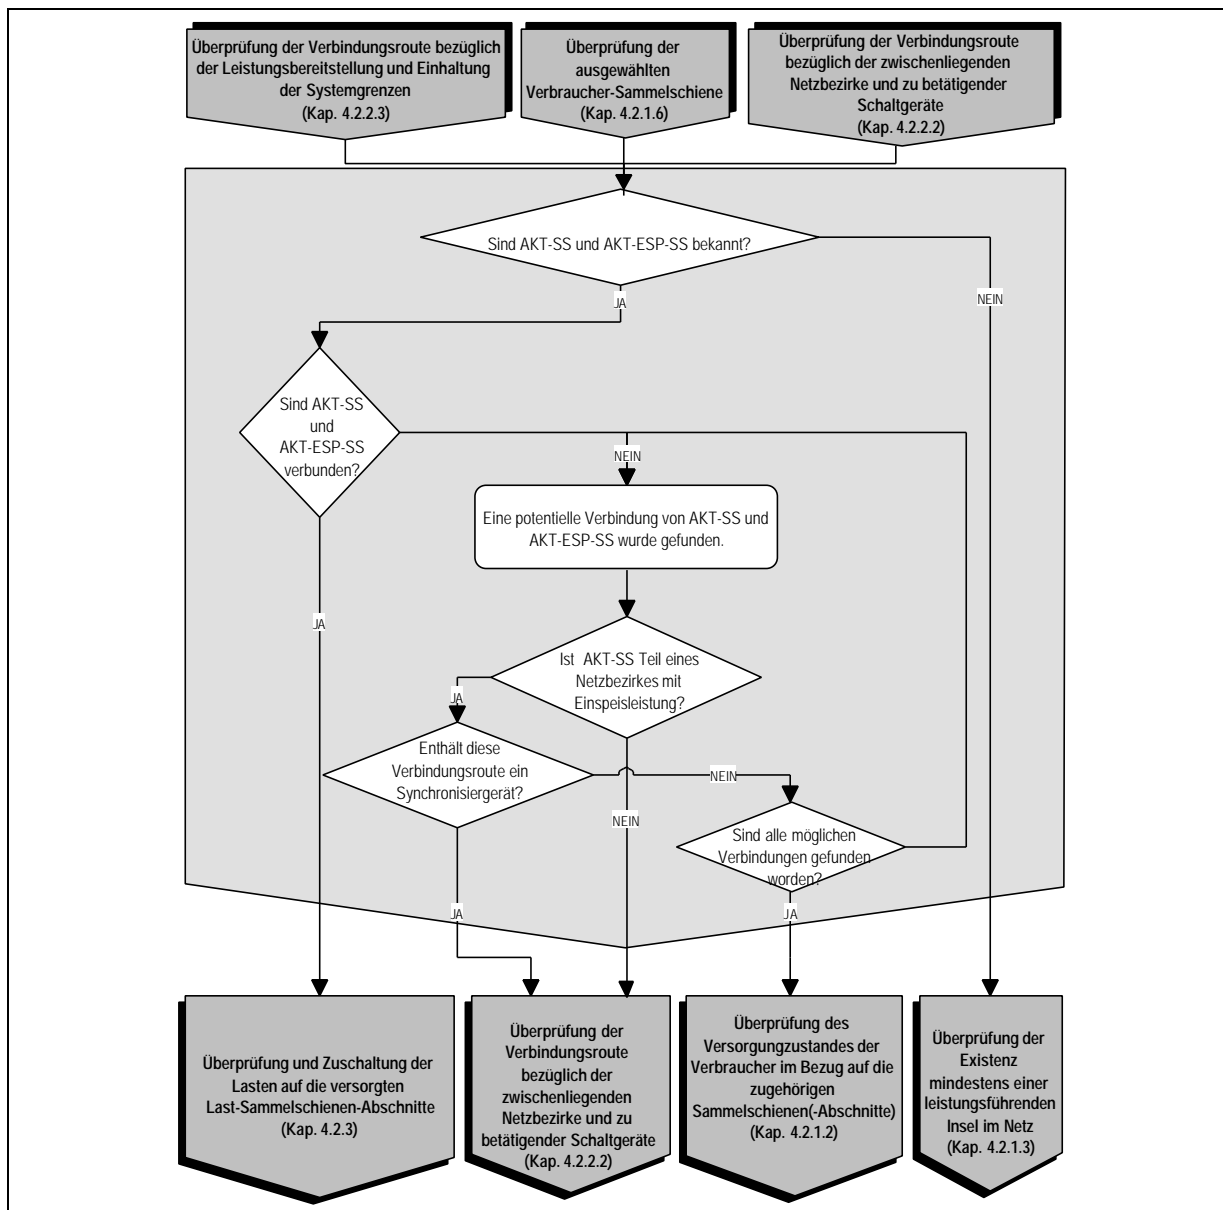 Überprüfung der Verbindungsroute bezüglich
der Leistungsbereitstellung und Einhaltung
der Systemgrenzen
(Kap. 4.2.2.3)
Überprüfung der
ausgewählten
Verbraucher-Sammelschiene
(Kap. 4.2.1.6)
Überprüfung der Verbindungsroute
bezüglich der zwischenliegenden
Netzbezirke und zu betätigender
Schaltgeräte
(Kap. 4.2.2.2)
Sind AKT-SS und AKT-ESP-SS bekannt?
JA
NEIN
Sind AKT-SS
und
AKT-ESP-SS
verbunden?
NEIN
Eine potentielle Verbindung von AKT-SS und
AKT-ESP-SS wurde gefunden.
JA
Ist AKT-SS Teil eines
Netzbezirkes mit
Einspeisleistung?
JA
Enthält diese
Verbindungsroute ein
Synchronisiergerät?
NEIN
NEIN
Sind alle möglichen
Verbindungen gefunden
worden?
JA
JA
Überprüfung und Zuschaltung der
Lasten auf die versorgten
Last-Sammelschienen-Abschnitte
(Kap. 4.2.3)
Überprüfung der
Verbindungsroute
bezüglich der
zwischenliegenden
Netzbezirke und zu
betätigender Schaltgeräte
(Kap. 4.2.2.2)
Überprüfung des
Versorgungzustandes der
Verbraucher im Bezug auf die
zugehörigen
Sammelschienen(-Abschnitte)
(Kap. 4.2.1.2)
Überprüfung der
Existenz
mindestens einer
leistungsführenden
Insel im Netz
(Kap. 4.2.1.3)